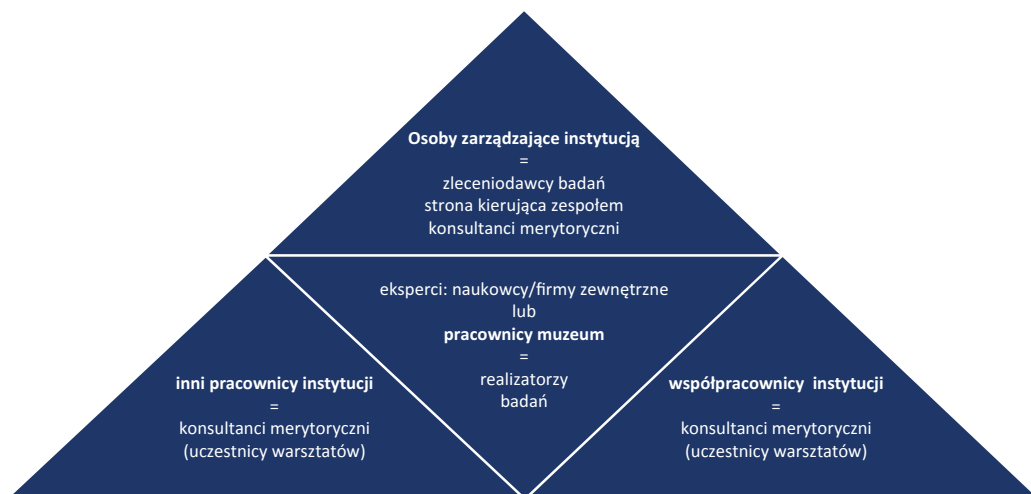 Osoby zarządzające instytucją
=
zleceniodawcy badań
strona kierująca zespołem
konsultanci merytoryczni
eksperci: naukowcy/firmy zewnętrzne
lub
pracownicy muzeum
=
realizatorzy
badań
inni pracownicy instytucji
=
konsultanci merytoryczni
(uczestnicy warsztatów)
współpracownicy instytucji
=
konsultanci merytoryczni
(uczestnicy warsztatów)